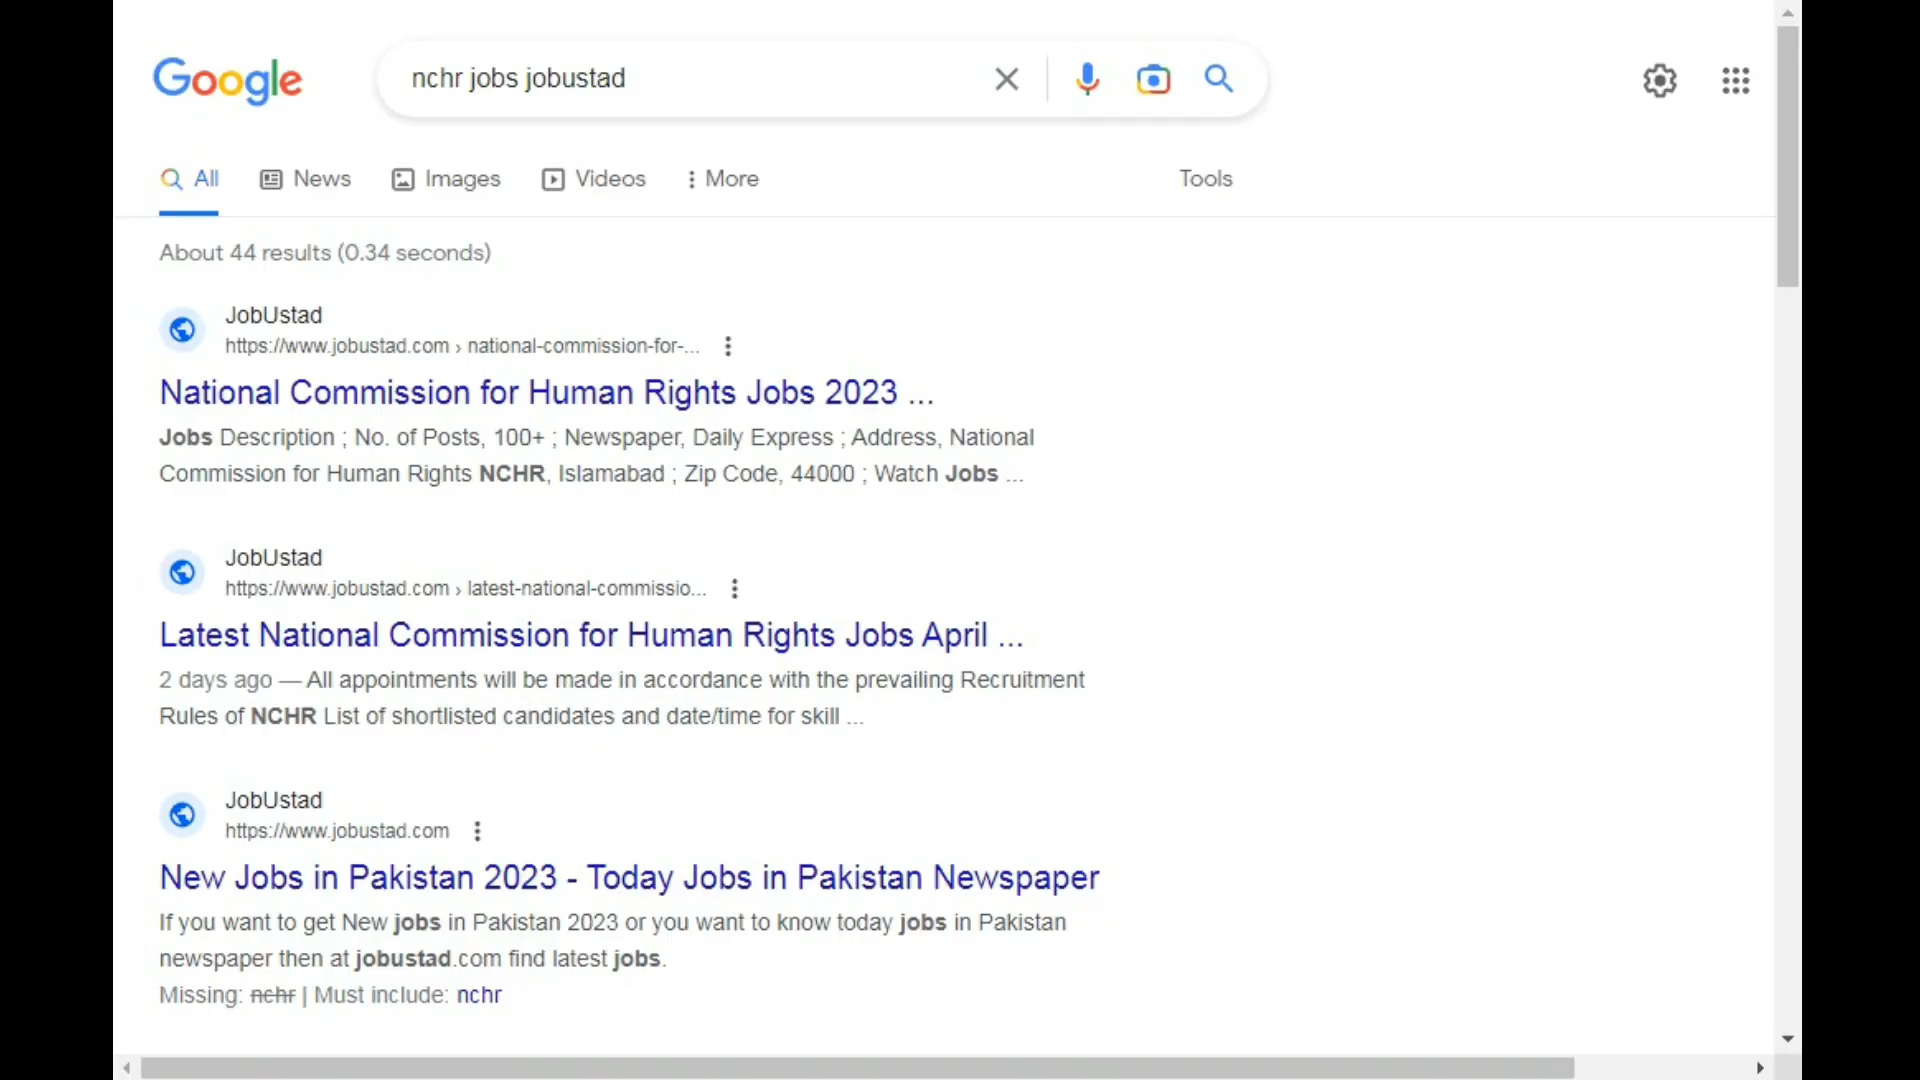 Google
nchr jobs jobustad
All News Images Videos More Tools
About 44 results (0.34 seconds)
JobUstad
https://www.jobustad.com › national-commission-for-...
National Commission for Human Rights Jobs 2023 ...
Jobs Description ; No. of Posts, 100+ ; Newspaper, Daily Express ; Address, National
Commission for Human Rights NCHR, Islamabad ; Zip Code, 44000 ; Watch Jobs ...
JobUstad
https://www.jobustad.com › latest-national-commissio...
Latest National Commission for Human Rights Jobs April ...
2 days ago — All appointments will be made in accordance with the prevailing Recruitment
Rules of NCHR List of shortlisted candidates and date/time for skill ...
JobUstad
https://www.jobustad.com
New Jobs in Pakistan 2023 - Today Jobs in Pakistan Newspaper
If you want to get New jobs in Pakistan 2023 or you want to know today jobs in Pakistan
newspaper then at jobustad.com find latest jobs.
Missing: nchr | Must include: nchr